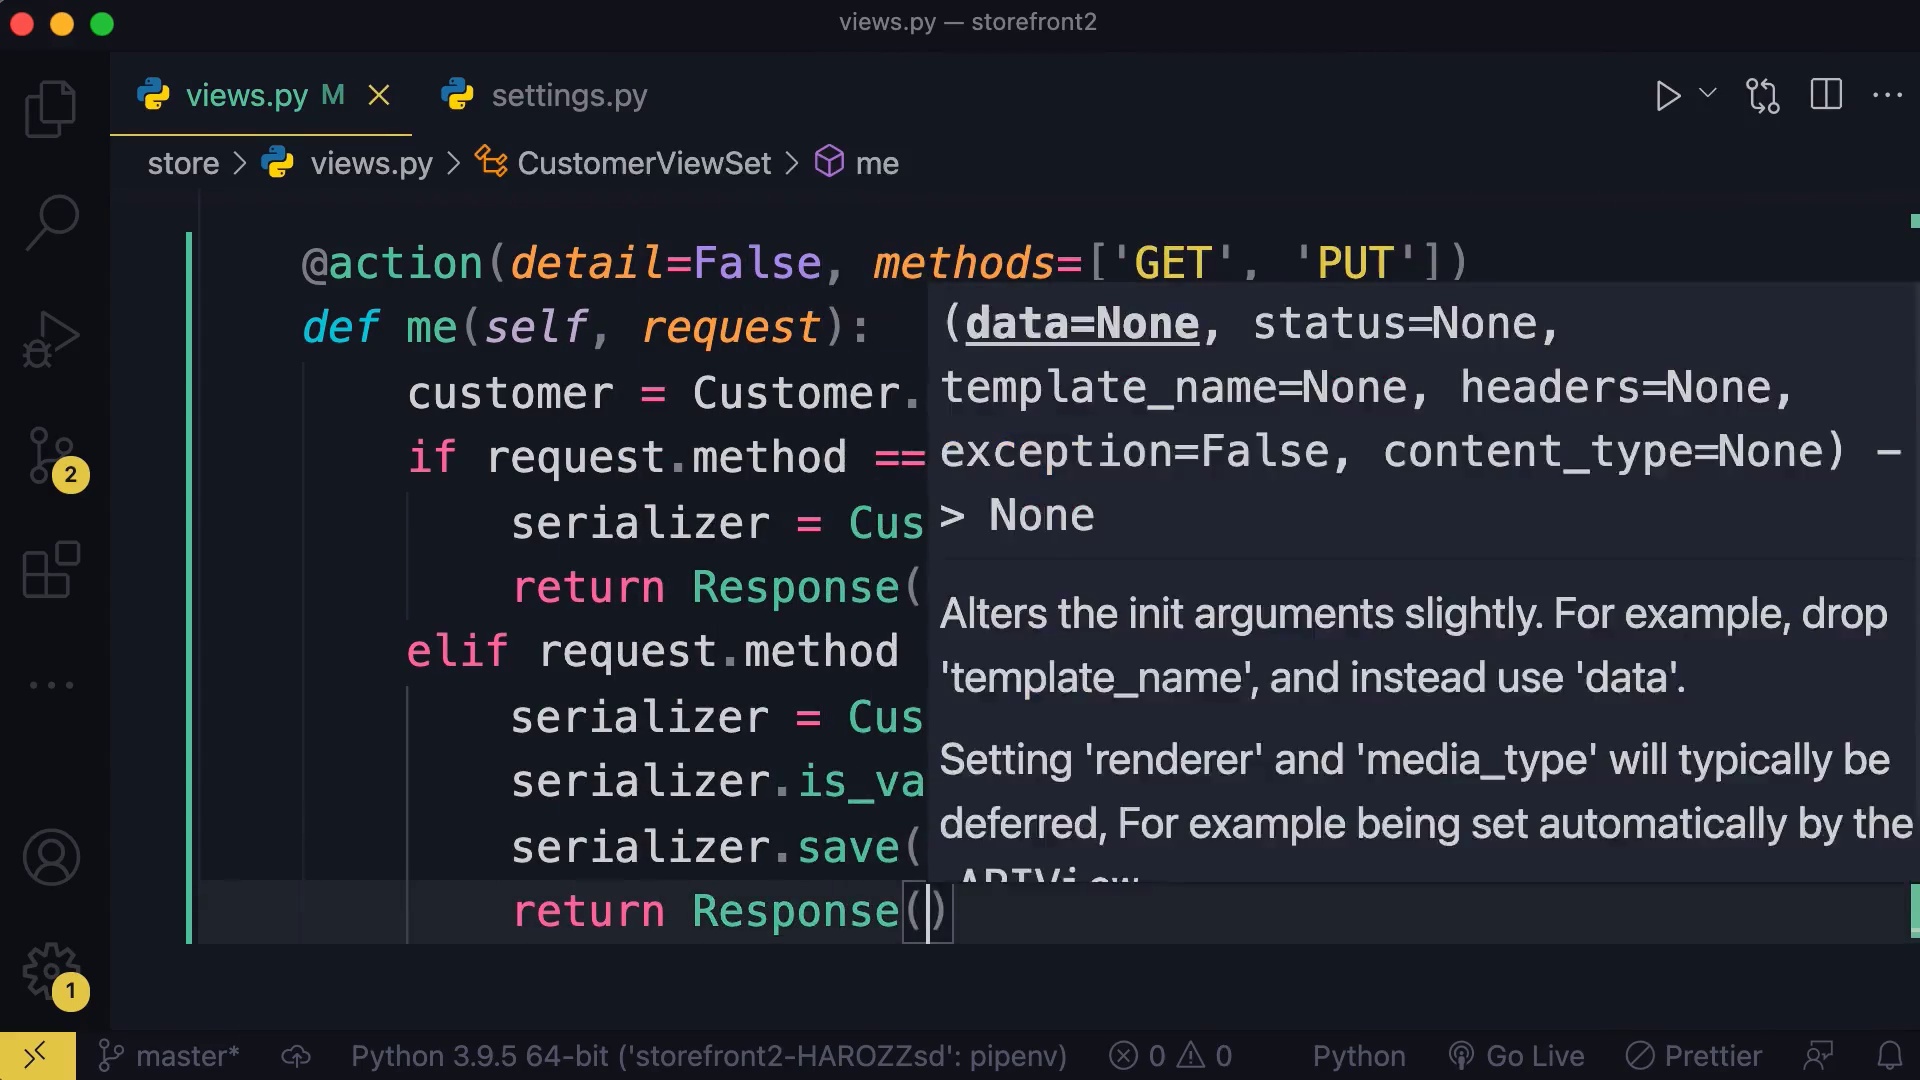 views.py — storefront2
views.py M settings.py
store > views.py > CustomerViewSet > me
@action(detail=False, methods=['GET', 'PUT'])
def me(self, request):
customer = Customer.
if request.method ==
serializer = Cus
return Response(
elif request.method
serializer = Cus
serializer.is_va
serializer.save(
return Response()
(data=None, status=None,
template_name=None, headers=None,
exception=False, content_type=None) -
> None
Alters the init arguments slightly. For example, drop
'template_name', and instead use 'data'.
Setting 'renderer' and 'media_type' will typically be
deferred, For example being set automatically by the
APIView
2
1
master* Python 3.9.5 64-bit ('storefront2-HAROZZsd': pipenv) 0 0 Python Go Live Prettier